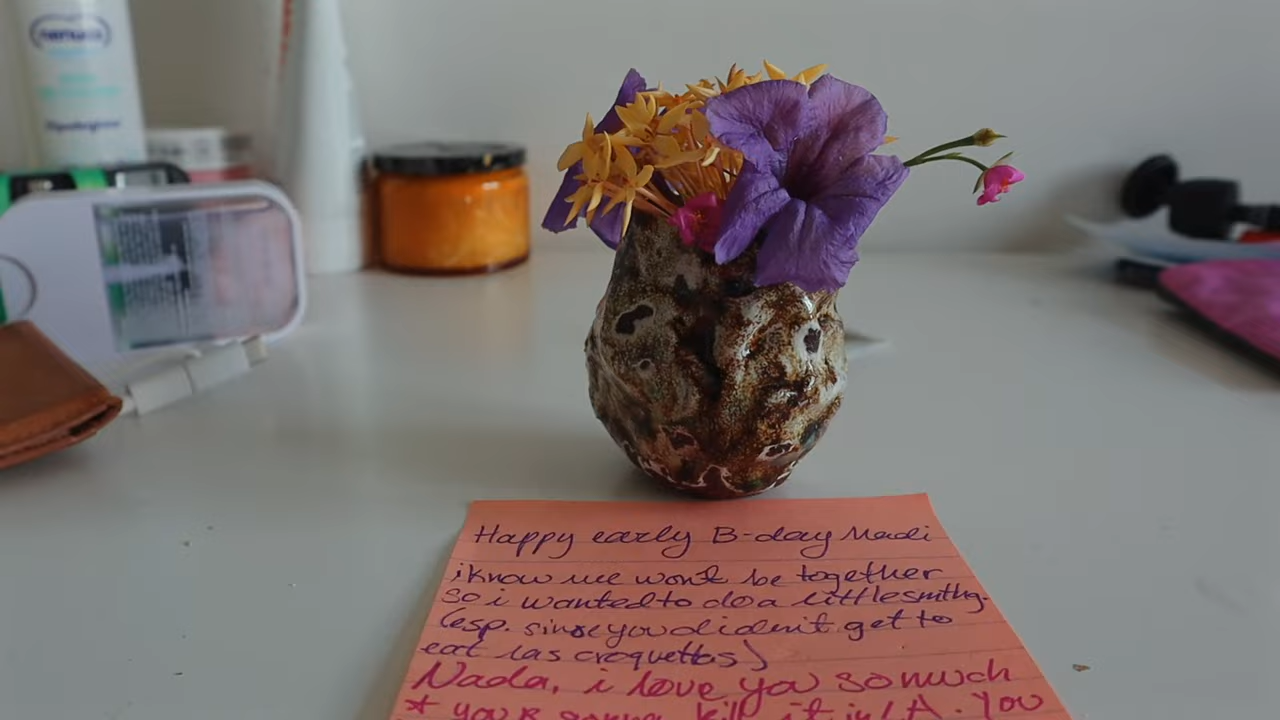 Happy early B-day Madi
i know we won't be together
so i wanted to do a little smthg.
(esp. since you didn't get to
eat las croquettas)
Nada, i love you so much
* your gonna kill it in LA. You